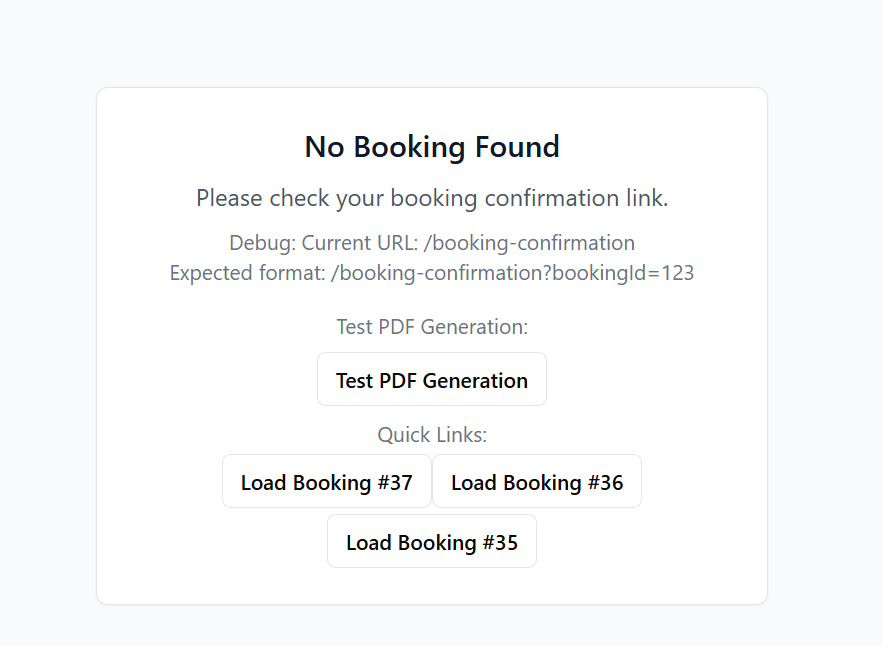 No Booking Found
Please check your booking confirmation link.
Debug: Current URL: /booking-confirmation
Expected format: /booking-confirmation?bookingId=123
Test PDF Generation:
Test PDF Generation
Quick Links:
Load Booking #37 Load Booking #36
Load Booking #35